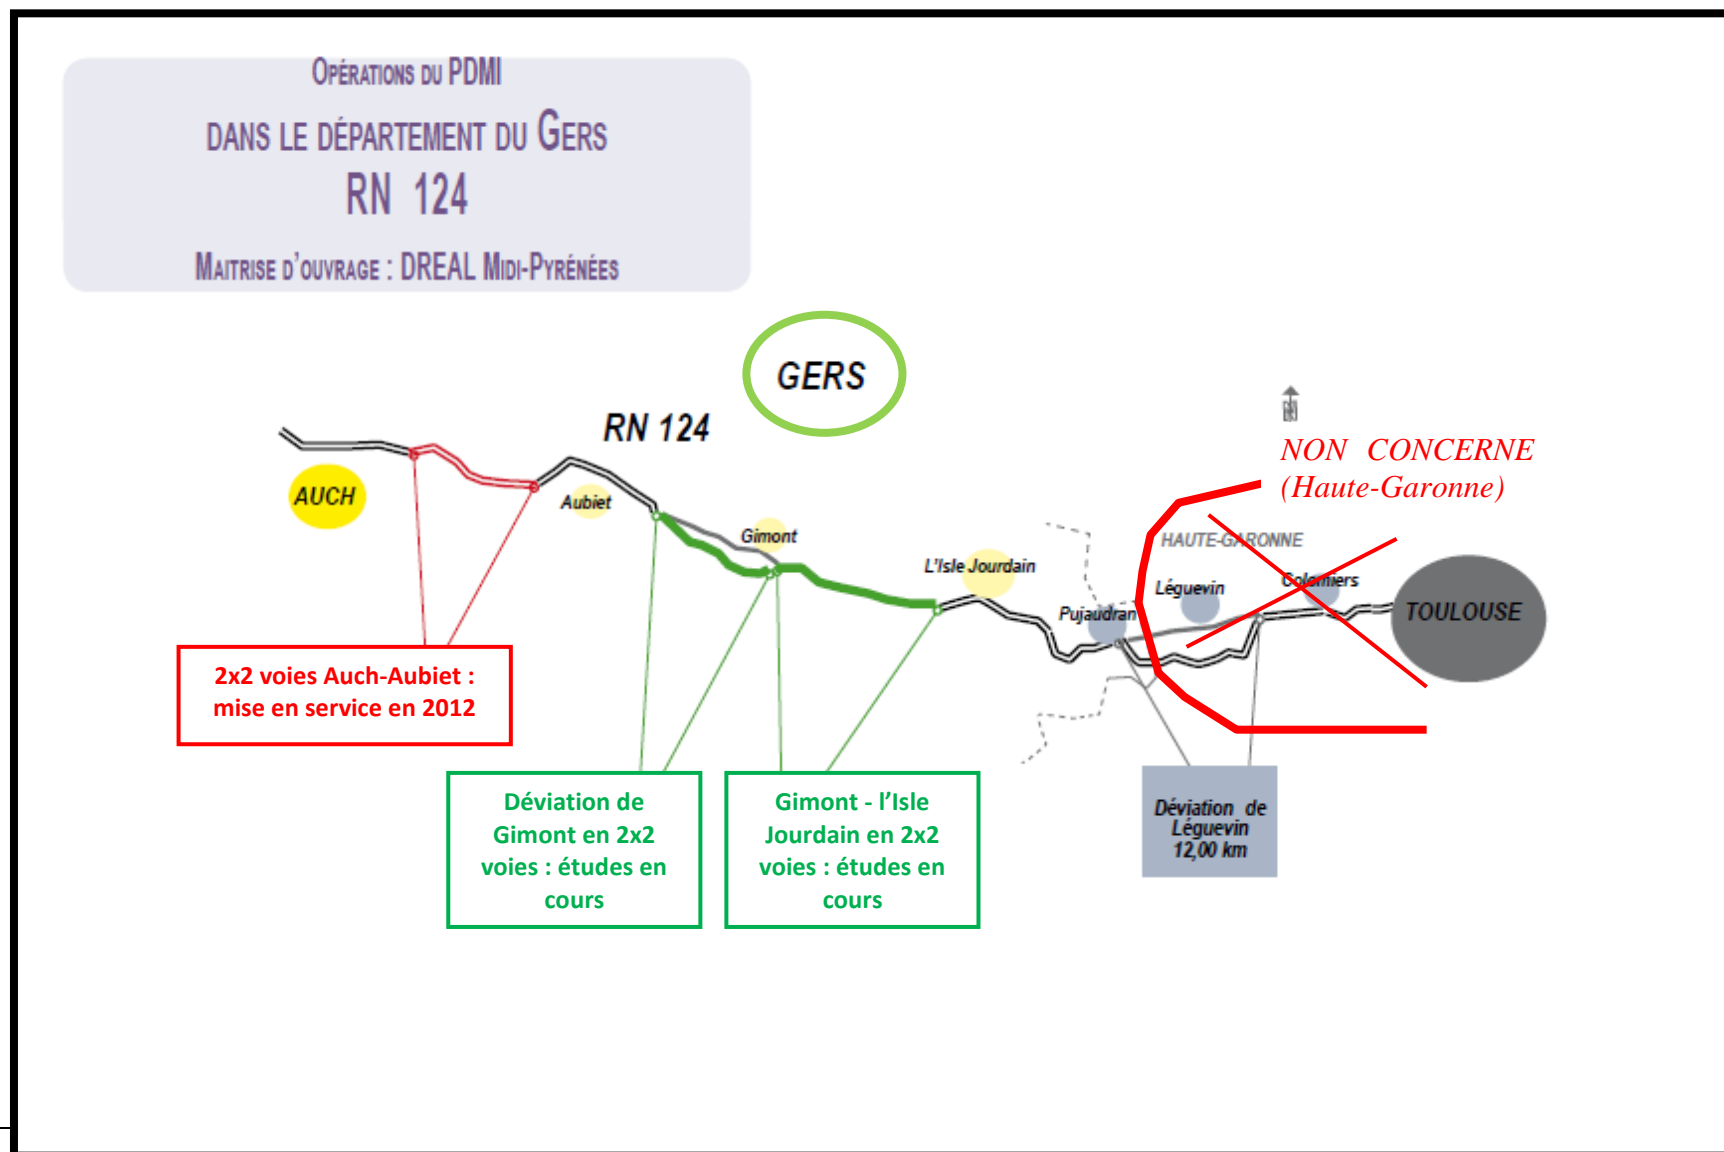 OPÉRATIONS DU PDMI
DANS LE DÉPARTEMENT DU GERS
RN 124
MAITRISE D'OUVRAGE : DREAL MIDI-PYRÉNÉES
GERS
RN 124
NON CONCERNE
(Haute-Garonne)
AUCH
Aubiet
Gimont
L'Isle Jourdain
HAUTE-GARONNE
Léguevin
Colomiers
Pujaudran
TOULOUSE
2x2 voies Auch-Aubiet :
mise en service en 2012
Déviation de
Gimont en 2x2
voies : études en
cours
Gimont - l’Isle
Jourdain en 2x2
voies : études en
cours
Déviation de
Léguevin
12,00 km